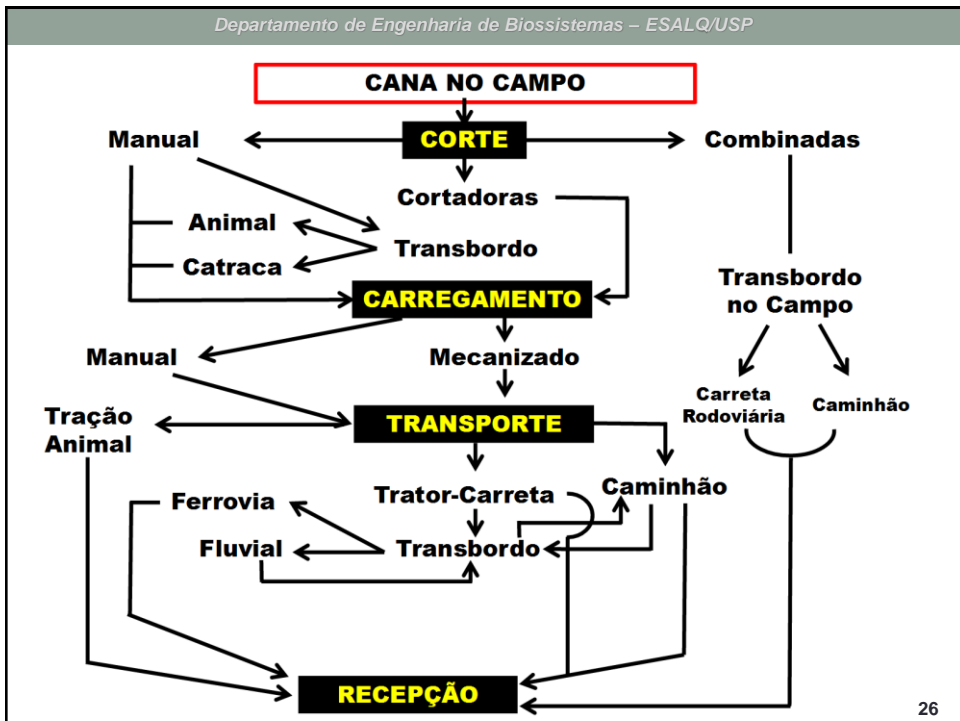 Departamento de Engenharia de Biossistemas – ESALQ/USP
CANA NO CAMPO
Manual
CORTE
Combinadas
Cortadoras
Animal
Transbordo
Catraca
Transbordo
no Campo
CARREGAMENTO
Manual
Mecanizado
Carreta
Rodoviária
Caminhão
Tração
Animal
TRANSPORTE
Trator-Carreta
Caminhão
Ferrovia
Fluvial
Transbordo
RECEPÇÃO
26